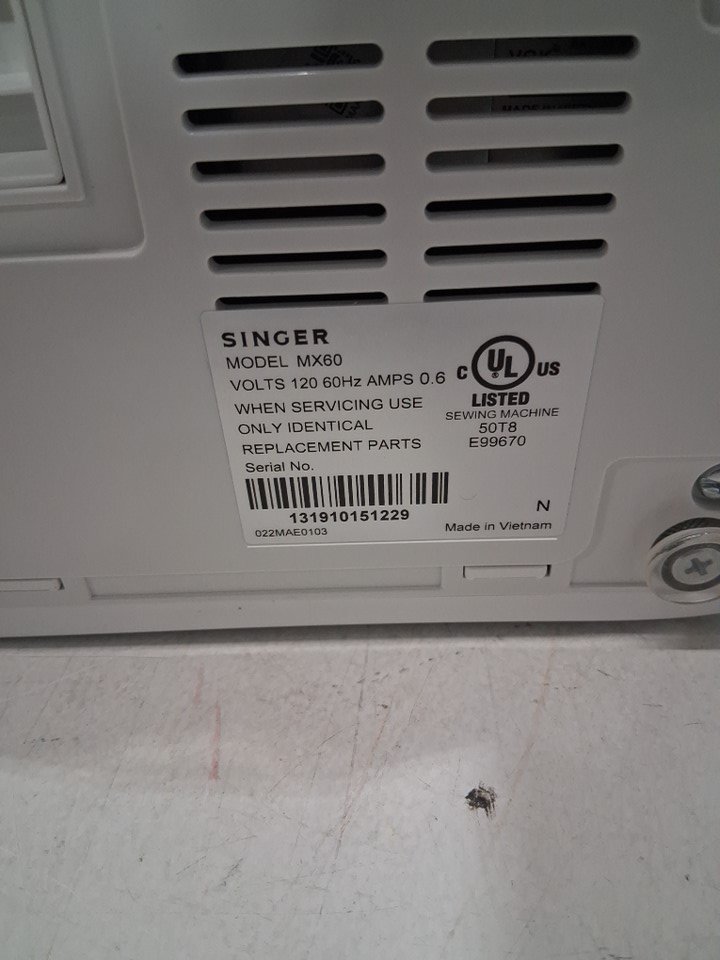 SINGER
MODEL MX60
VOLTS 120 60Hz AMPS 0.6
WHEN SERVICING USE
ONLY IDENTICAL
REPLACEMENT PARTS
Serial No.
131910151229
022MAE0103
C UL US
®
LISTED
SEWING MACHINE
50T8
E99670
N
Made in Vietnam